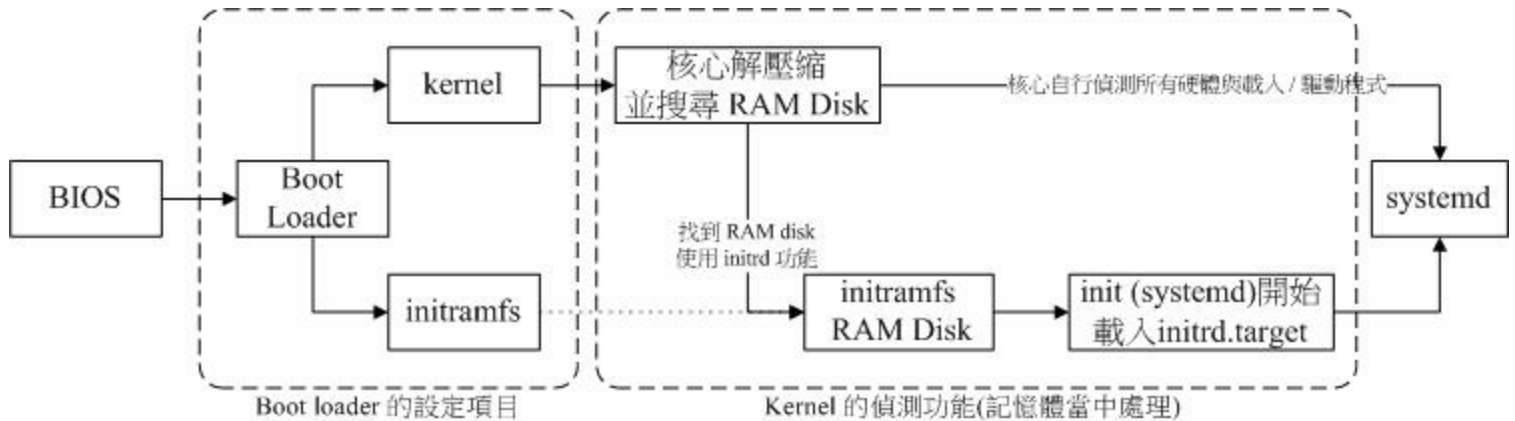 kernel
核心解壓縮
並搜尋 RAM Disk
核心自行偵測所有硬體與載入 / 驅動程式
BIOS
Boot
Loader
systemd
找到 RAM disk
使用 initrd 功能
initramfs
initramfs
RAM Disk
init (systemd)開始
載入initrd.target
Boot loader 的設定項目
Kernel 的偵測功能(記憶體當中處理)